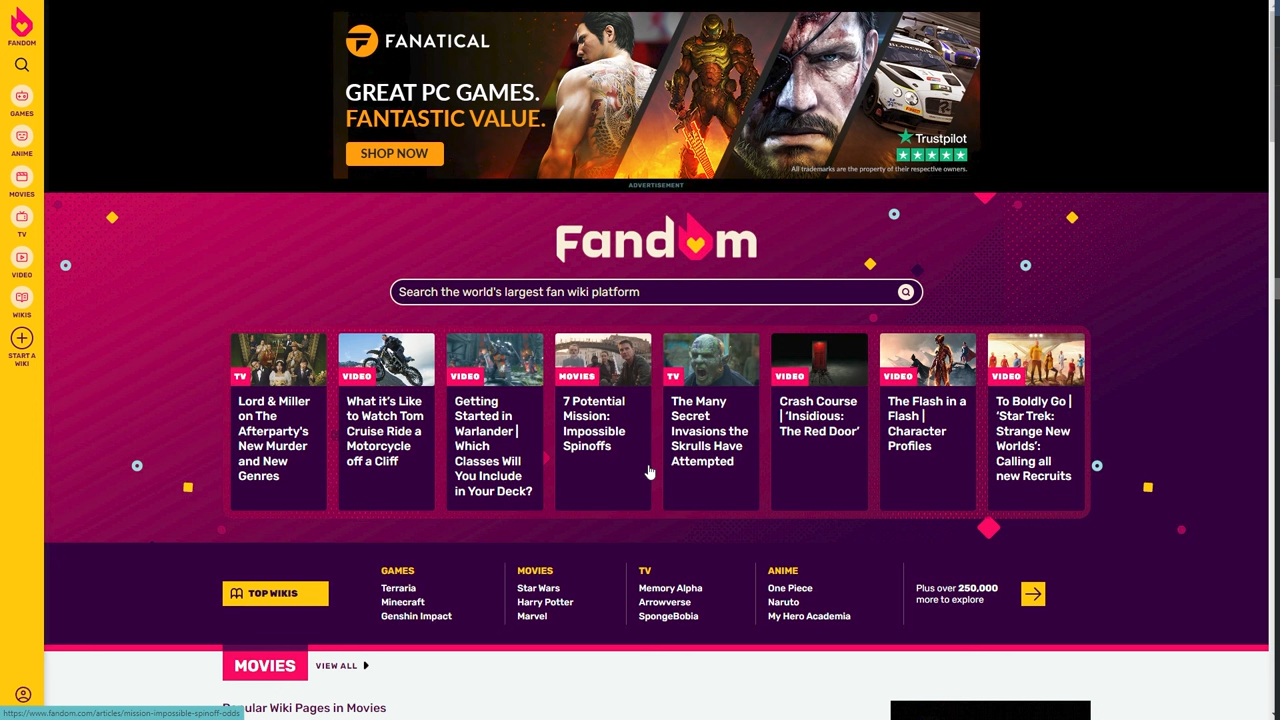 FANDOM
GAMES
ANIME
MOVIES
TV
VIDEO
WIKIS
START A
WIKI
FANATICAL
GREAT PC GAMES.
FANTASTIC VALUE.
SHOP NOW
Trustpilot
All trademarks are the property of their respective owners.
ADVERTISEMENT
Fandom
Search the world's largest fan wiki platform
TV
Lord & Miller
on The
Afterparty's
New Murder
and New
Genres
VIDEO
What it's Like
to Watch Tom
Cruise Ride a
Motorcycle
off a Cliff
VIDEO
Getting
Started in
Warlander |
Which
Classes Will
You Include
in Your Deck?
MOVIES
7 Potential
Mission:
Impossible
Spinoffs
TV
The Many
Secret
Invasions the
Skrulls Have
Attempted
VIDEO
Crash Course
| 'Insidious:
The Red Door'
VIDEO
The Flash in a
Flash |
Character
Profiles
VIDEO
To Boldly Go |
'Star Trek:
Strange New
Worlds':
Calling all
new Recruits
TOP WIKIS
GAMES
Terraria
Minecraft
Genshin Impact
MOVIES
Star Wars
Harry Potter
Marvel
TV
Memory Alpha
Arrowverse
SpongeBobia
ANIME
One Piece
Naruto
My Hero Academia
Plus over 250,000
more to explore
MOVIES
VIEW ALL
ular Wiki Pages in Movies
https://www.fandom.com/articles/mission-impossible-spinoff-odds